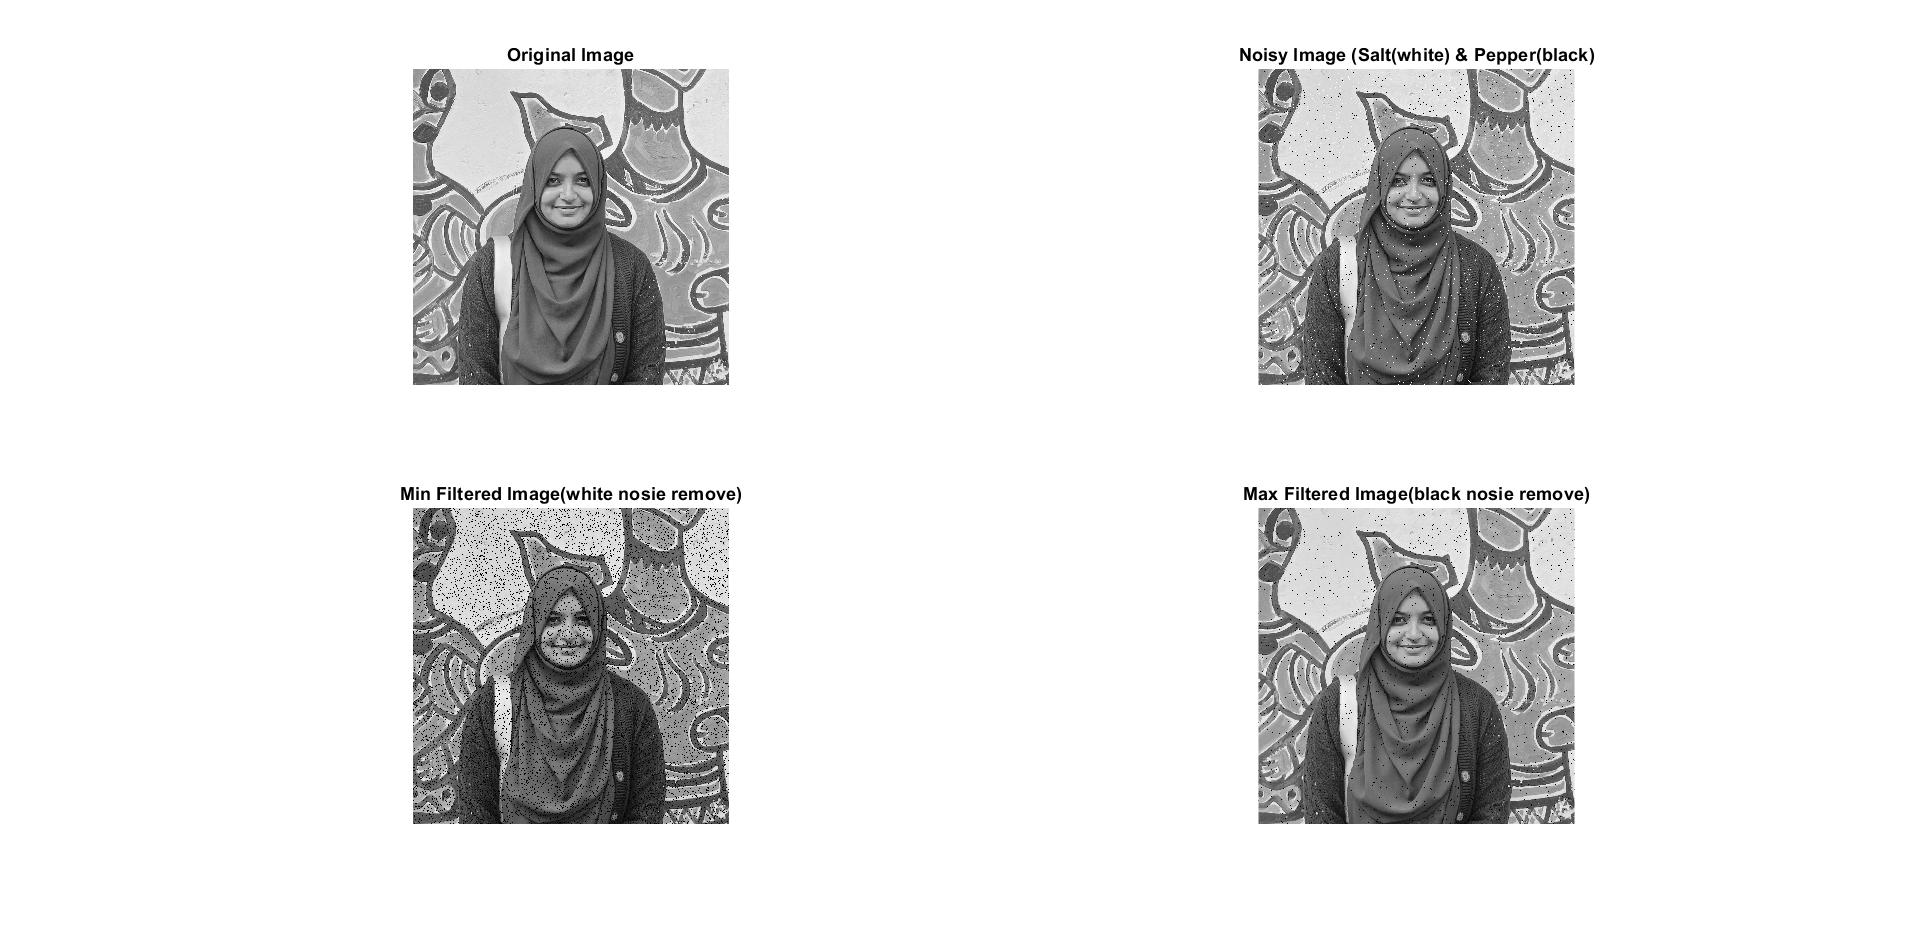 Original Image
Noisy Image (Salt(white) & Pepper(black)
Min Filtered Image(white nosie remove)
Max Filtered Image(black nosie remove)